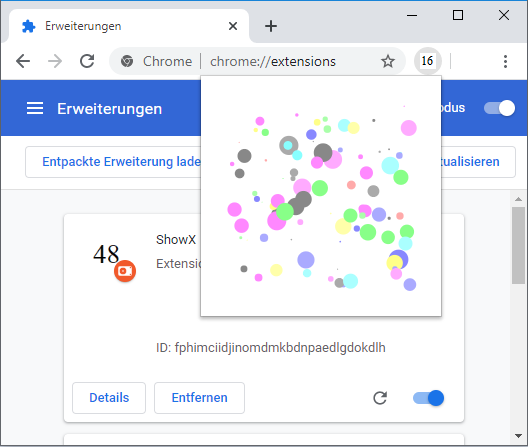 Erweiterungen
Chrome | chrome://extensions
16
Erweiterungen
odus
Entpackte Erweiterung lade
tualisieren
48
ShowX
Extensio
ID: fphimciidjinomdmkbdnpaedlgdokdlh
Details
Entfernen